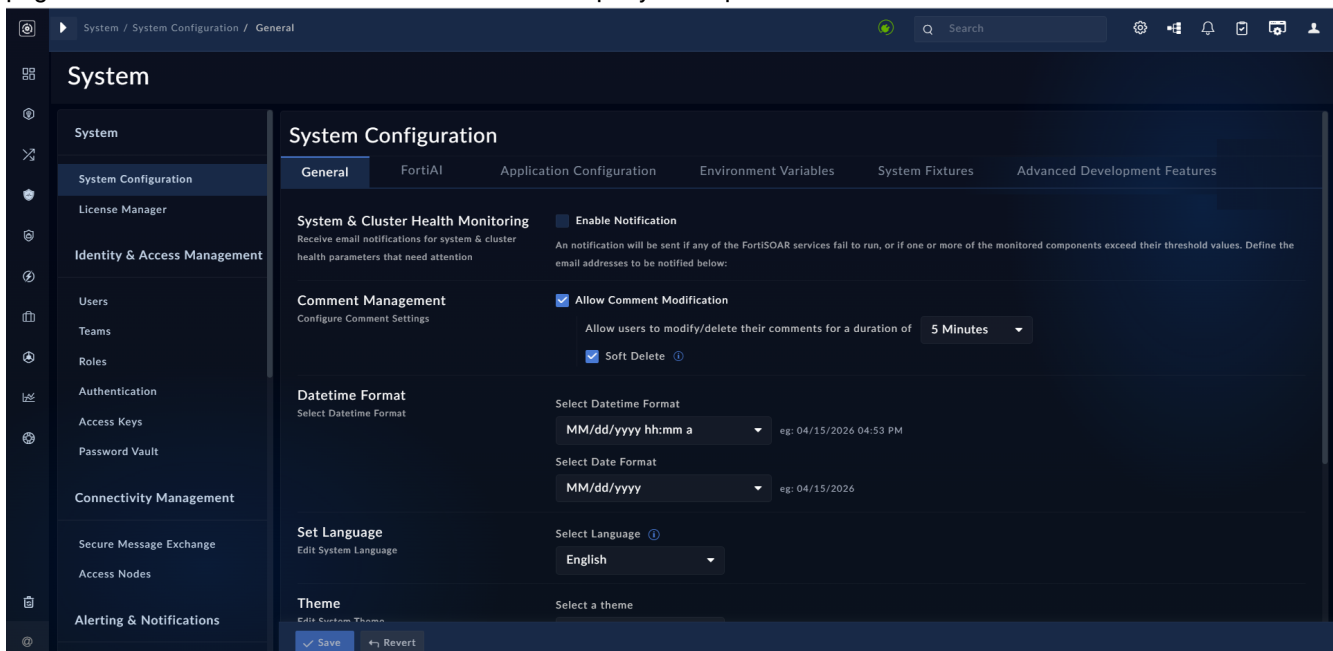 System / System Configuration / General
Search
System
System
System Configuration
License Manager
Identity & Access Management
Users
Teams
Roles
Authentication
Access Keys
Password Vault
Connectivity Management
Secure Message Exchange
Access Nodes
Alerting & Notifications
System Configuration
General FortiAI Application Configuration Environment Variables System Fixtures Advanced Development Features
System & Cluster Health Monitoring
Receive email notifications for system & cluster
health parameters that need attention
Enable Notification
An notification will be sent if any of the FortiSOAR services fail to run, or if one or more of the monitored components exceed their threshold values. Define the
email addresses to be notified below:
Comment Management
Configure Comment Settings
Allow Comment Modification
Allow users to modify/delete their comments for a duration of 5 Minutes
Soft Delete
Datetime Format
Select Datetime Format
Select Datetime Format
MM/dd/yyyy hh:mm a eg: 04/15/2026 04:53 PM
Select Date Format
MM/dd/yyyy eg: 04/15/2026
Set Language
Edit System Language
Select Language
English
Theme
Edit System Theme
Select a theme
Save Revert